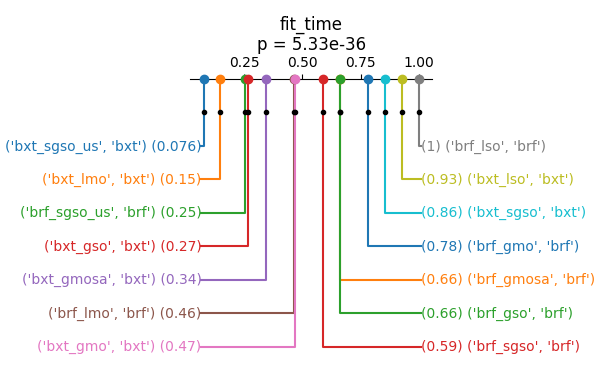 fit_time
p = 5.33e-36
0.25 0.50 0.75 1.00
('bxt_sgso_us', 'bxt') (0.076) (1) ('brf_lso', 'brf')
('bxt_lmo', 'bxt') (0.15) (0.93) ('bxt_lso', 'bxt')
('brf_sgso_us', 'brf') (0.25) (0.86) ('bxt_sgso', 'bxt')
('bxt_gso', 'bxt') (0.27) (0.78) ('brf_gmo', 'brf')
('bxt_gmosa', 'bxt') (0.34) (0.66) ('brf_gmosa', 'brf')
('brf_lmo', 'brf') (0.46) (0.66) ('brf_gso', 'brf')
('bxt_gmo', 'bxt') (0.47) (0.59) ('brf_sgso', 'brf')